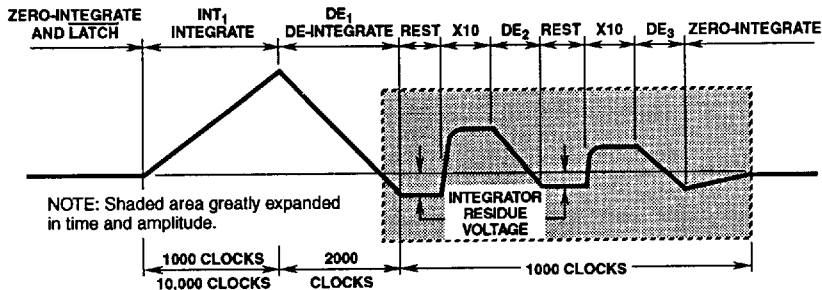 ZERO-INTEGRATE
AND LATCH
INT₁
INTEGRATE
DE₁
DE-INTEGRATE
REST
X10
DE₂
REST
X10
DE₃
ZERO-INTEGRATE
NOTE: Shaded area greatly expanded
in time and amplitude.
INTEGRATOR
RESIDUE
VOLTAGE
1000 CLOCKS
10,000 CLOCKS
2000
CLOCKS
1000 CLOCKS